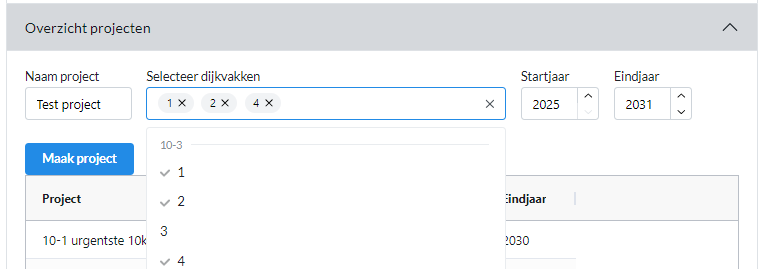 Overzicht projecten
Naam project Selecteer dijkvakken Startjaar Eindjaar
Test project 1 2 4 2025 2031
Maak project
10-3
1
2
3
4
Project Eindjaar
10-1 urgentste 10k 2030